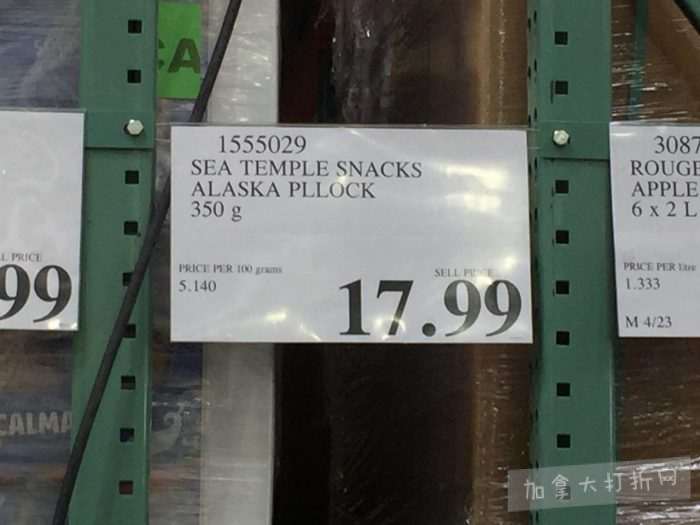 CA
1555029
SEA TEMPLE SNACKS
ALASKA PLLOCK
350 g
PRICE PER 100 grams
5.140
SELL PRICE
17.99
L PRICE
99
3087
ROUGE
APPLE
6 x 2 L
PRICE PER litre
1.333
M 4/23
CALMA
加拿大打折网